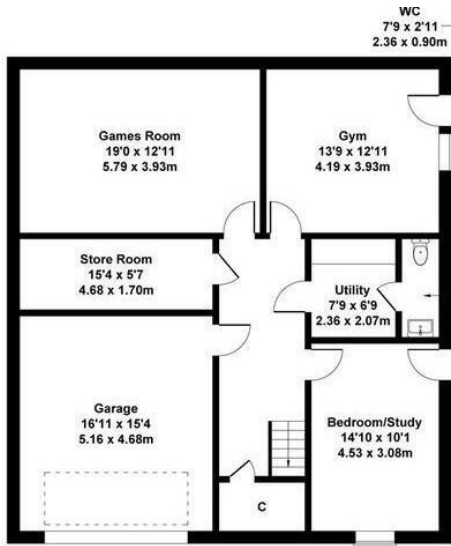 WC
7'9 x 2'11
2.36 x 0.90m
Games Room
19'0 x 12'11
5.79 x 3.93m
Gym
13'9 x 12'11
4.19 x 3.93m
Store Room
15'4 x 5'7
4.68 x 1.70m
Utility
7'9 x 6'9
2.36 x 2.07m
Garage
16'11 x 15'4
5.16 x 4.68m
Bedroom/Study
14'10 x 10'1
4.53 x 3.08m
C